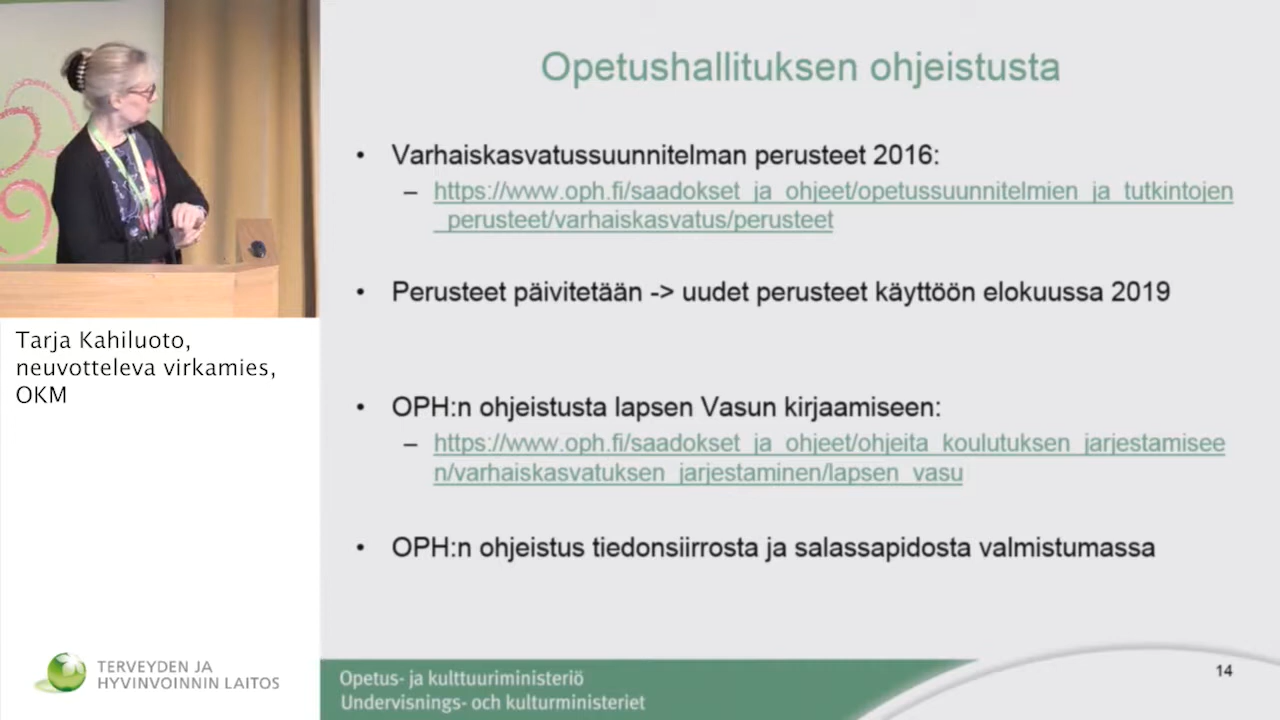 Opetushallituksen ohjeistusta
• Varhaiskasvatussuunnitelman perusteet 2016:
– https://www.oph.fi/saadokset_ja_ohjeet/opetussuunnitelmien_ja_tutkintojen
_perusteet/varhaiskasvatus/perusteet
• Perusteet päivitetään -> uudet perusteet käyttöön elokuussa 2019
• OPH:n ohjeistusta lapsen Vasun kirjaamiseen:
– https://www.oph.fi/saadokset_ja_ohjeet/ohjeita_koulutuksen_jarjestamisee
n/varhaiskasvatuksen_jarjestaminen/lapsen_vasu
• OPH:n ohjeistus tiedonsiirrosta ja salassapidosta valmistumassa
Tarja Kahiluoto,
neuvotteleva virkamies,
OKM
TERVEYDEN JA
HYVINVOINNIN LAITOS
Opetus- ja kulttuuriministeriö
Undervisnings- och kulturministeriet
14